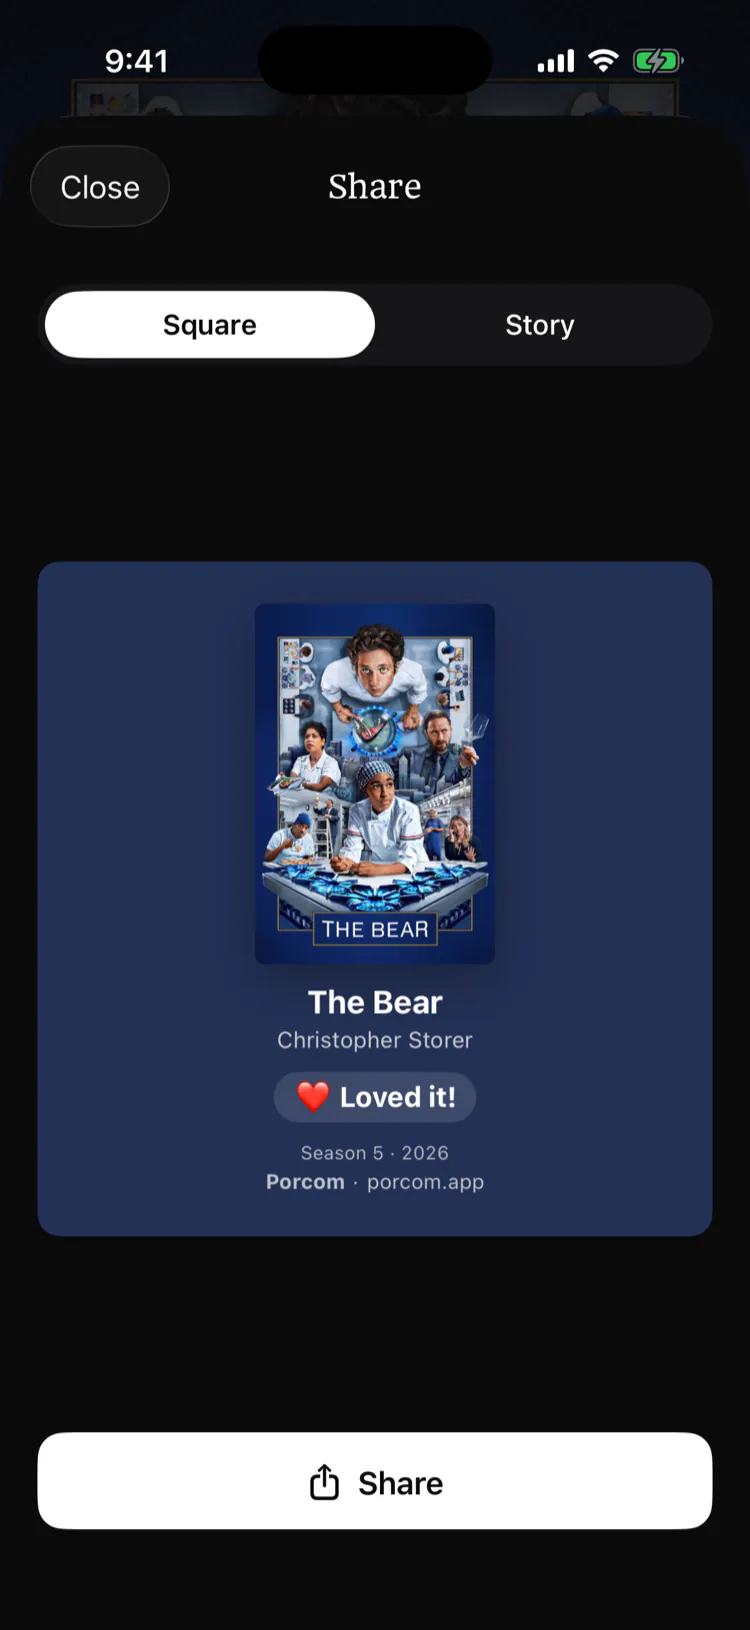 9:41
Close
Share
Square
Story
THE BEAR
The Bear
Christopher Storer
❤️ Loved it!
Season 5 · 2026
Porcom · porcom.app
Share